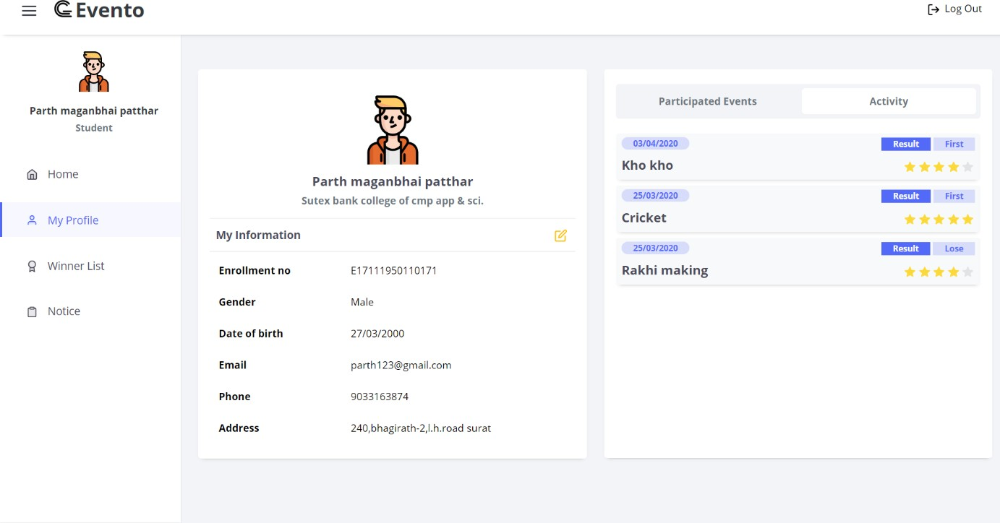 Evento
Log Out
Parth maganbhai patthar
Student
Home
My Profile
Winner List
Notice
Parth maganbhai patthar
Sutex bank college of cmp app & sci.
My Information
Enrollment no E17111950110171
Gender Male
Date of birth 27/03/2000
Email parth123@gmail.com
Phone 9033163874
Address 240,bhagirath-2,l.h.road surat
Participated Events Activity
03/04/2020 Result First
Kho kho
25/03/2020 Result First
Cricket
25/03/2020 Result Lose
Rakhi making